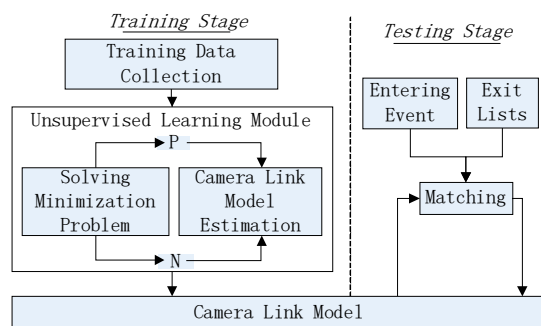 Training Stage
Training Data
Collection
Unsupervised Learning Module
P
Solving
Minimization
Problem
Camera Link
Model
Estimation
N
Testing Stage
Entering
Event
Exit
Lists
Matching
Camera Link Model